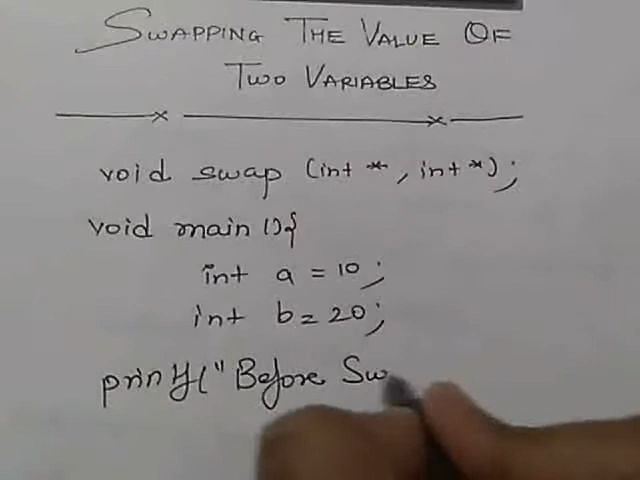 SWAPPING THE VALUE OF
TWO VARIABLES
void swap (int *, int *);
void main (){
int a = 10;
int b = 20;
printf(" Before Sw